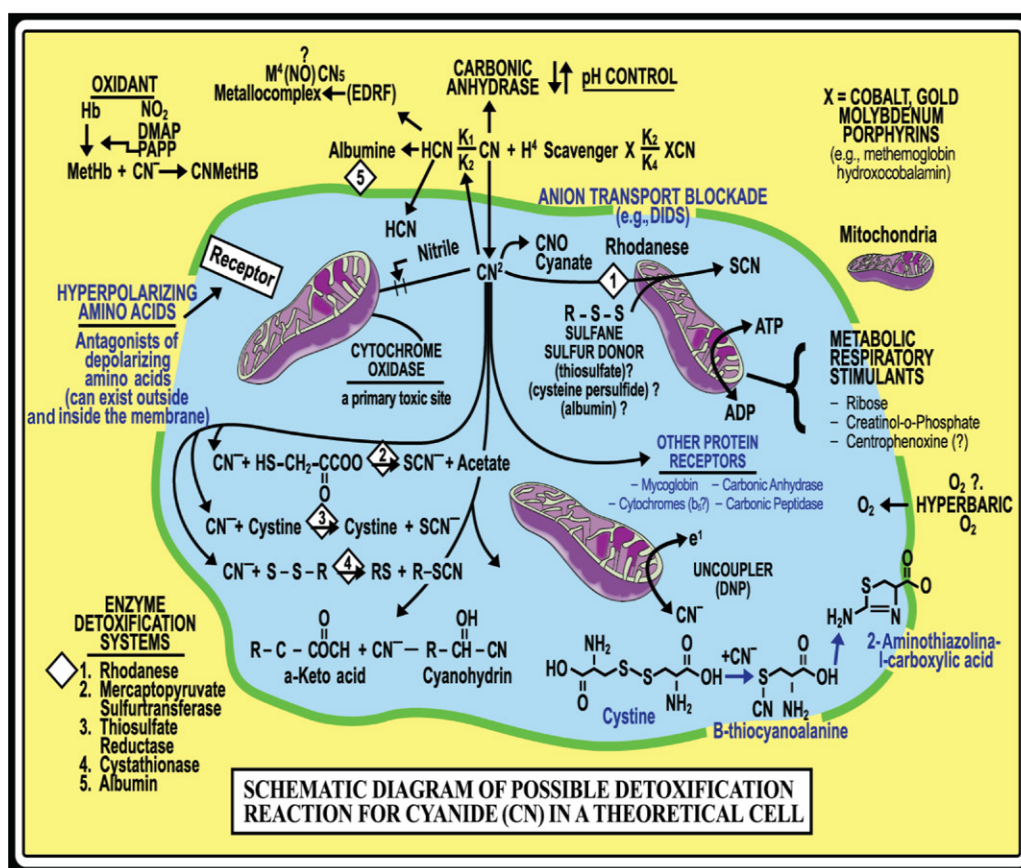 ?
M⁴(NO)CN₅
Metallocomplex ← (EDRF)
CARBONIC
ANHYDRASE ↓↑ pH CONTROL
OXIDANT
Hb NO₂
DMAP
PAPP
MetHb + CN⁻ → CNMetHB
Albumine ← HCN K₁/K₂ CN + H⁴ Scavenger X K₂/K₄ XCN
5
X = COBALT, GOLD
MOLYBDENUM
PORPHYRINS
(e.g., methemoglobin
hydroxocobalamin)
ANION TRANSPORT BLOCKADE
(e.g., DIDS)
HCN
Nitrile
CN²
CNO
Cyanate
Rhodanese
1
SCN
Mitochondria
Receptor
HYPERPOLARIZING
AMINO ACIDS
Antagonists of
depolarizing
amino acids
(can exist outside
and inside the membrane)
CYTOCHROME
OXIDASE
a primary toxic site
R – S – S
SULFANE
SULFUR DONOR
(thiosulfate)?
(cysteine persulfide) ?
(albumin) ?
ATP
ADP
METABOLIC
RESPIRATORY
STIMULANTS
– Ribose
– Creatinol-o-Phosphate
– Centrophenoxine (?)
OTHER PROTEIN
RECEPTORS
– Mycoglobin – Carbonic Anhydrase
– Cytochromes (b₅?) – Carbonic Peptidase
CN⁻ + HS–CH₂–CCOO 2 SCN⁻ + Acetate
O
CN⁻ + Cystine 3 Cystine + SCN⁻
CN⁻ + S – S – R 4 RS + R–SCN
O
R – C – COCH + CN⁻ — R – CH – CN
OH
a-Keto acid Cyanohydrin
e¹
UNCOUPLER
(DNP)
CN⁻
O₂ ?.
O₂ ← HYPERBARIC
O₂
O
S O
H₂N N
2-Aminothiazolina-
l-carboxylic acid
NH₂ O
HO S–S OH
O NH₂
Cystine
+CN⁻
O
S OH
CN NH₂
B-thiocyanoalanine
ENZYME
DETOXIFICATION
SYSTEMS
1. Rhodanese
2. Mercaptopyruvate
Sulfurtransferase
3. Thiosulfate
Reductase
4. Cystathionase
5. Albumin
SCHEMATIC DIAGRAM OF POSSIBLE DETOXIFICATION
REACTION FOR CYANIDE (CN) IN A THEORETICAL CELL